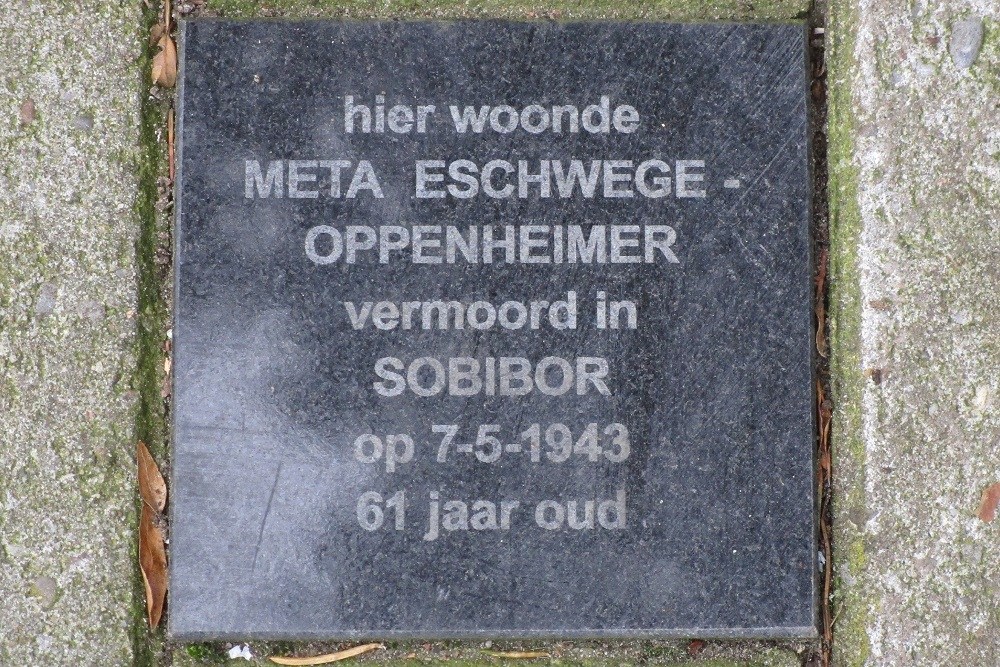 hier woonde
META ESCHWEGE -
OPPENHEIMER
vermoord in
SOBIBOR
op 7-5-1943
61 jaar oud